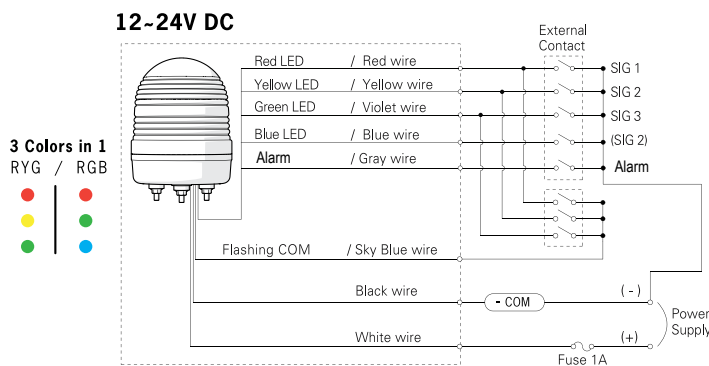 12~24V DC
External
Contact
Red LED / Red wire
SIG 1
Yellow LED / Yellow wire
SIG 2
Green LED / Violet wire
SIG 3
Blue LED / Blue wire
(SIG 2)
Alarm / Gray wire
Alarm
3 Colors in 1
RYG / RGB
Flashing COM / Sky Blue wire
Black wire
- COM
(-)
Power
Supply
White wire
(+)
Fuse 1A